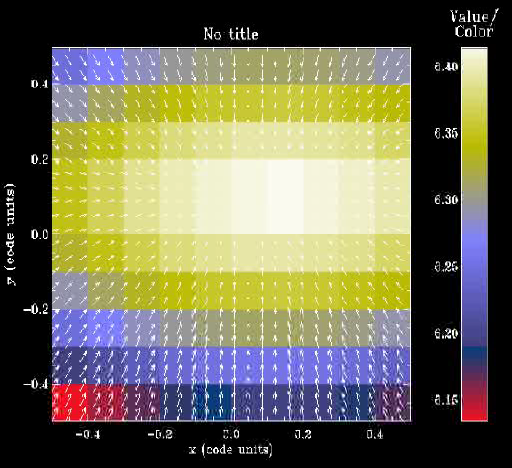 Value/
Color
No title
6.40
0.4
6.35
0.2
6.30
0.0
6.25
-0.2
6.20
-0.4
6.15
-0.4 -0.2 0.0 0.2 0.4
x (code units)
y (code units)